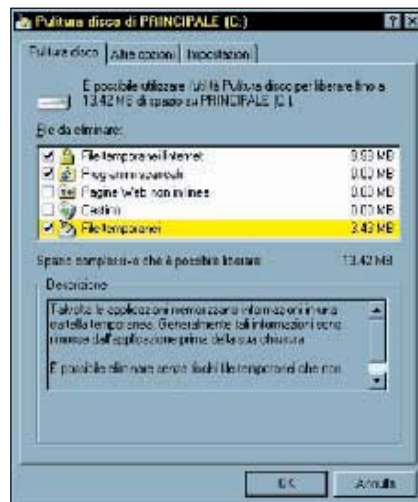 Pulitura disco di PRINCIPALE (C:)
Pulitura disco
Altre opzioni
Impostazioni
È possibile utilizzare l'utilità Pulitura disco per liberare fino a
13.42 MB di spazio su PRINCIPALE (C:).
File da eliminare:
File temporanei Internet 9.99 MB
Programmi scaricati 0.00 MB
Pagine Web non in linea 0.00 MB
Cestino 0.00 MB
File temporanei 3.43 MB
Spazio complessivo che è possibile liberare: 13.42 MB
Descrizione
Talvolta le applicazioni memorizzano informazioni in una
cartella temporanea. Generalmente tali informazioni sono
rimosse dall'applicazione prima della sua chiusura.
È possibile eliminare senza rischi file temporanei che non
OK
Annulla